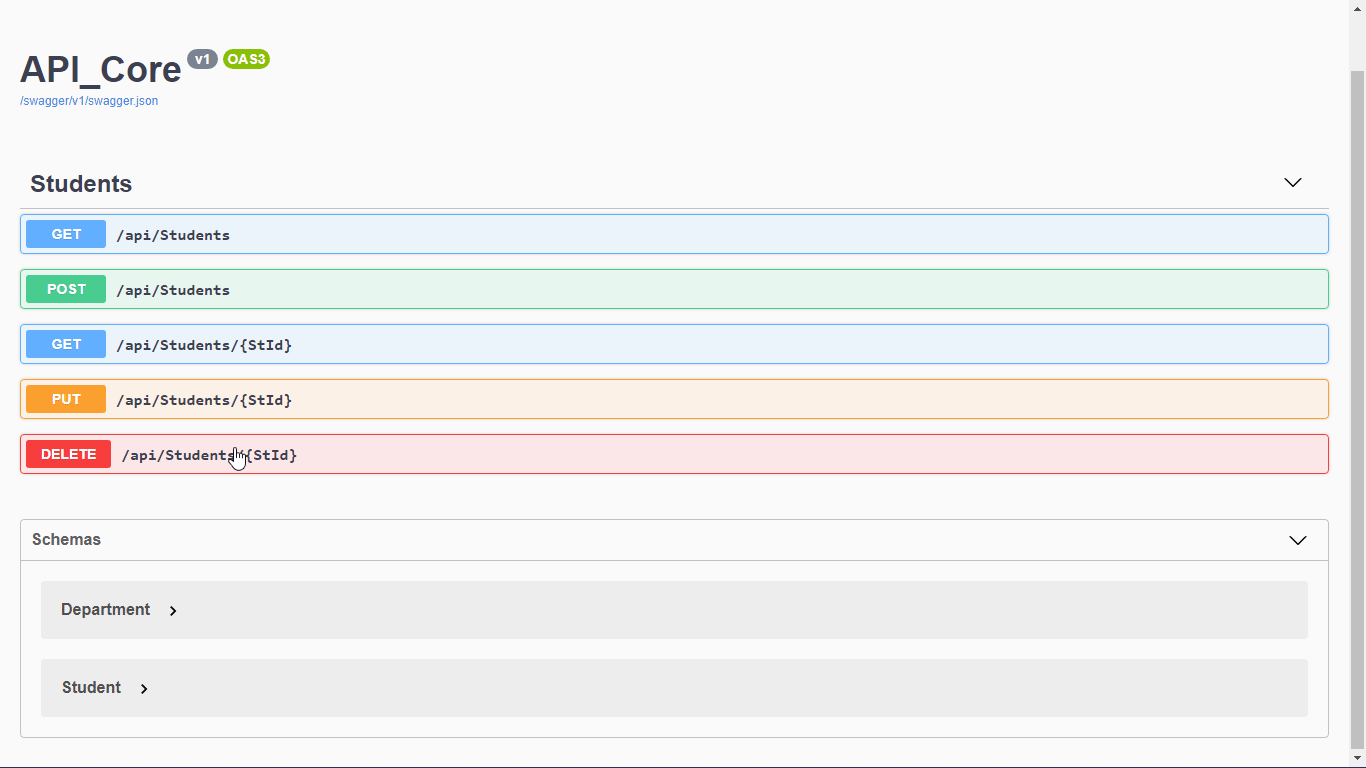 API_Core v1 OAS3
/swagger/v1/swagger.json
Students
GET /api/Students
POST /api/Students
GET /api/Students/{StId}
PUT /api/Students/{StId}
DELETE /api/Students/{StId}
Schemas
Department
Student